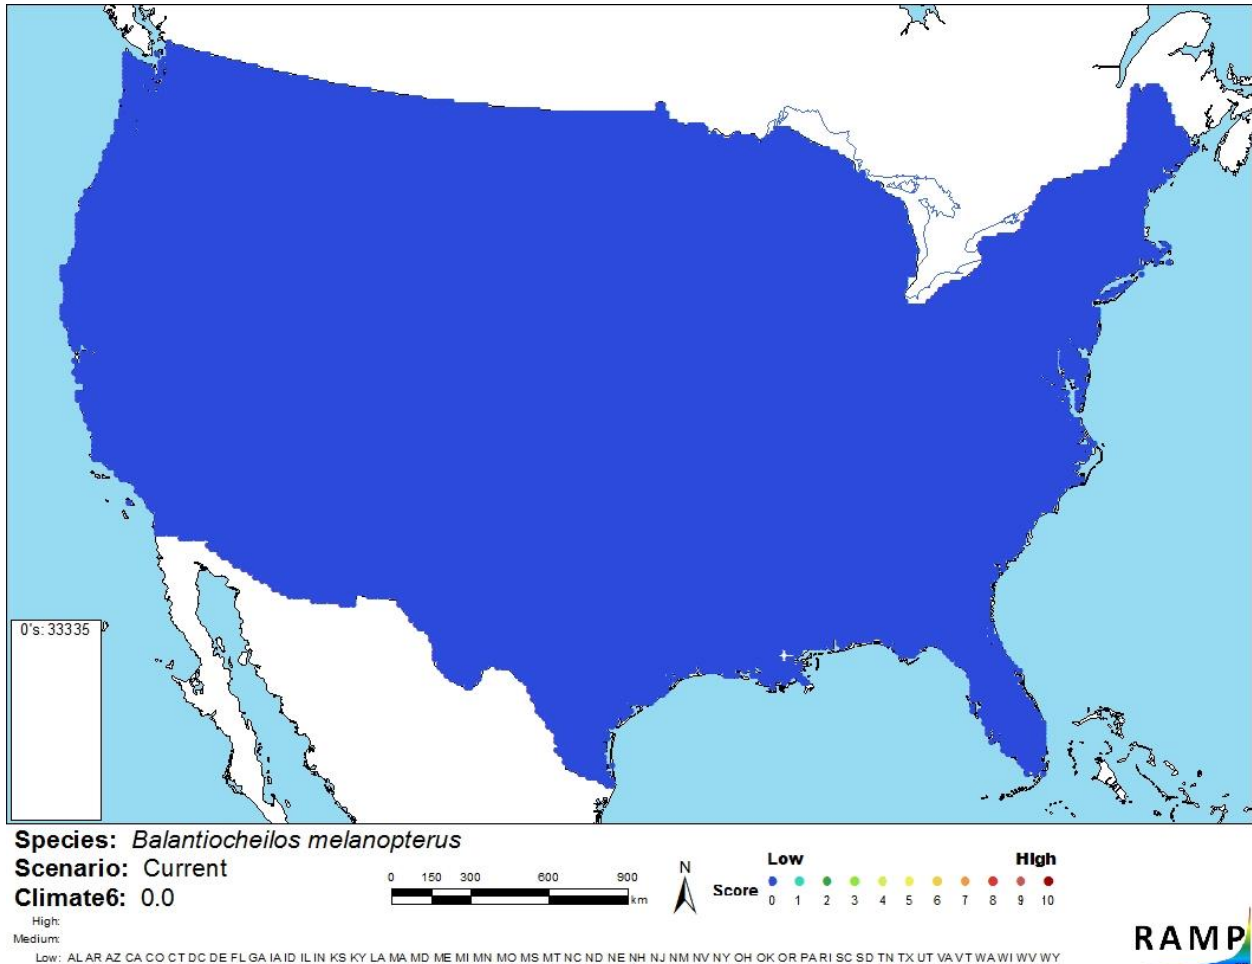 0's: 33335
Species: Balantiocheilos melanopterus
Scenario: Current
Climate6: 0.0
High:
Medium:
Low: AL AR AZ CA CO CT DC DE FL GA IA ID IL IN KS KY LA MA MD ME MI MN MO MS MT NC ND NE NH NJ NM NV NY OH OK OR PA RI SC SD TN TX UT VA VT WA WI WV WY
0 150 300 600 900
km
N
Low High
Score
0 1 2 3 4 5 6 7 8 9 10
RAMP